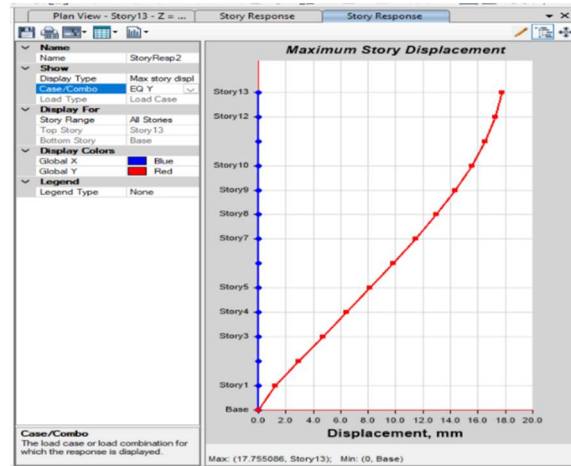 Plan View - Story13 - Z = ...
Story Response
Story Response
Name
Name StoryResp2
Show
Display Type Max story displ
Case/Combo EQ Y
Load Type Load Case
Display For
Story Range All Stories
Top Story Story13
Bottom Story Base
Display Colors
Global X Blue
Global Y Red
Legend
Legend Type None
Case/Combo
The load case or load combination for
which the response is displayed.
Maximum Story Displacement
Story13
Story12
Story10
Story9
Story8
Story7
Story5
Story4
Story3
Story1
Base
0.0 2.0 4.0 6.0 8.0 10.0 12.0 14.0 16.0 18.0 20.0
Displacement, mm
Max: (17.755086, Story13); Min: (0, Base)